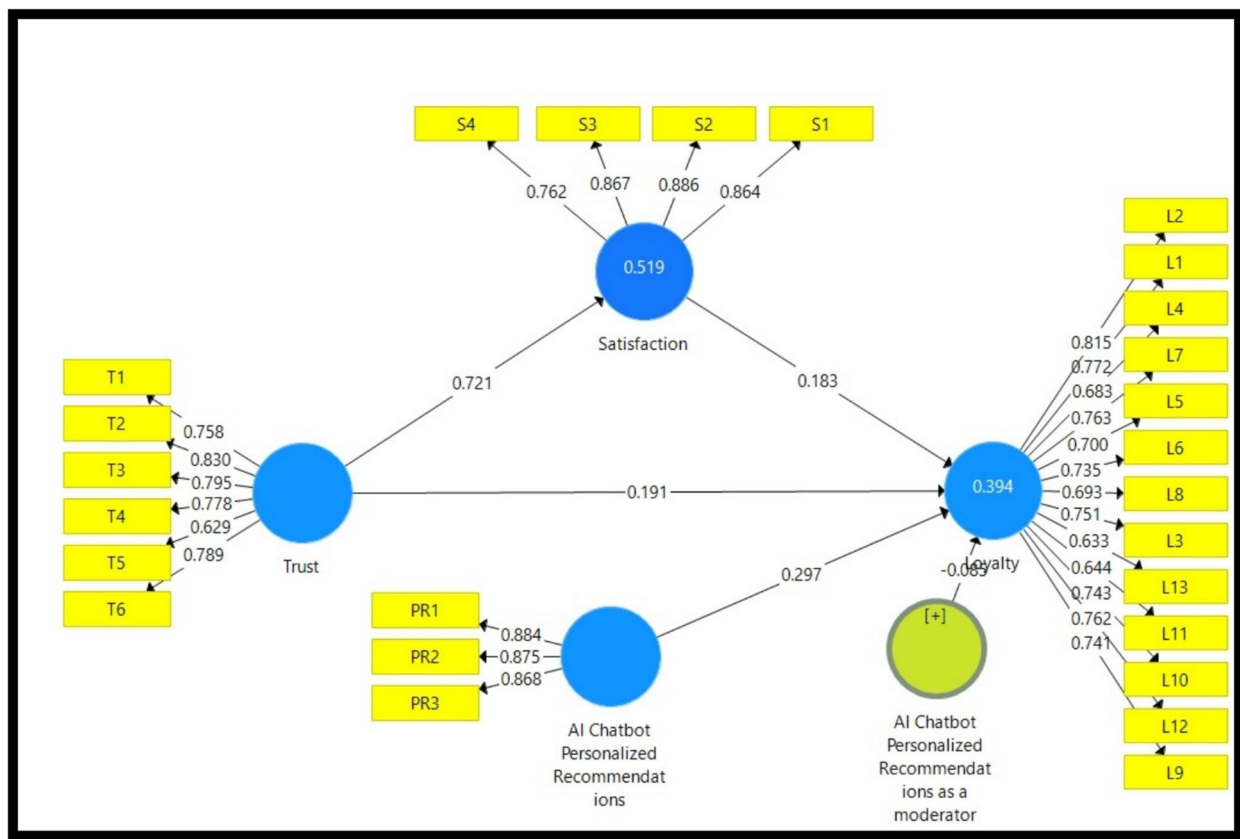 S4
S3
S2
S1
0.762
0.867
0.886
0.864
0.519
Satisfaction
0.721
0.183
T1
T2
T3
T4
T5
T6
0.758
0.830
0.795
0.778
0.629
0.789
Trust
0.191
0.297
PR1
PR2
PR3
0.884
0.875
0.868
AI Chatbot
Personalized
Recommendat
ions
0.394
Loyalty
-0.085
[+]
AI Chatbot
Personalized
Recommendat
ions as a
moderator
0.815
0.772
0.683
0.763
0.700
0.735
0.693
0.751
0.633
0.644
0.743
0.762
0.741
L2
L1
L4
L7
L5
L6
L8
L3
L13
L11
L10
L12
L9